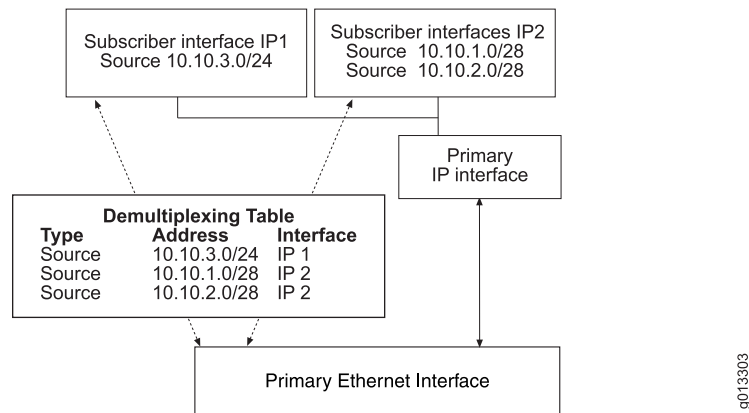 Subscriber interface IP1
Source 10.10.3.0/24
Subscriber interfaces IP2
Source 10.10.1.0/28
Source 10.10.2.0/28
Primary
IP interface
Demultiplexing Table
Type Address Interface
Source 10.10.3.0/24 IP 1
Source 10.10.1.0/28 IP 2
Source 10.10.2.0/28 IP 2
Primary Ethernet Interface
g013303